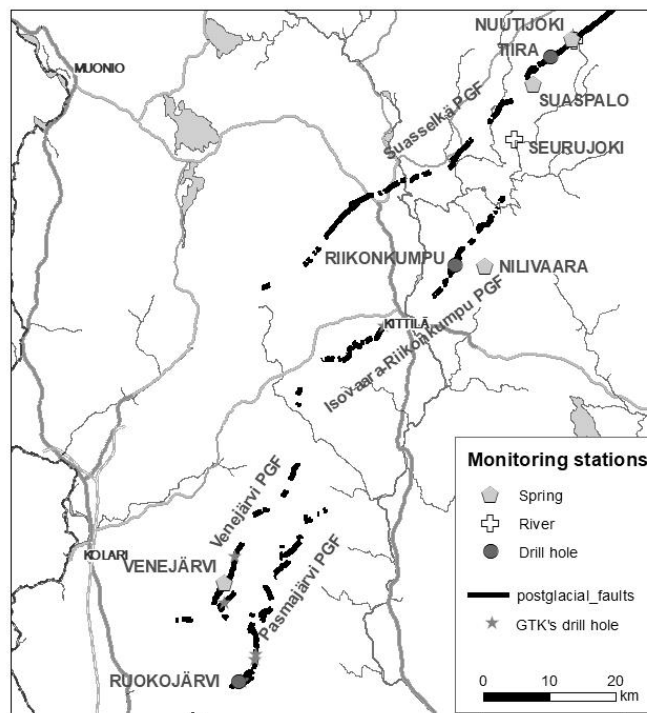 NUUTIJOKI
TIIRA
MUONIO
SUASPALO
Suasselkä PGF
SEURUJOKI
RIIKONKUMPU
NILIVAARA
KITTILÄ
Isovaara-Riikonkumpu PGF
Monitoring stations
Spring
River
Drill hole
postglacial_faults
GTK's drill hole
0 10 20
km
Venejärvi PGF
KOLARI
VENEJÄRVI
Pasmajärvi PGF
RUOKOJÄRVI